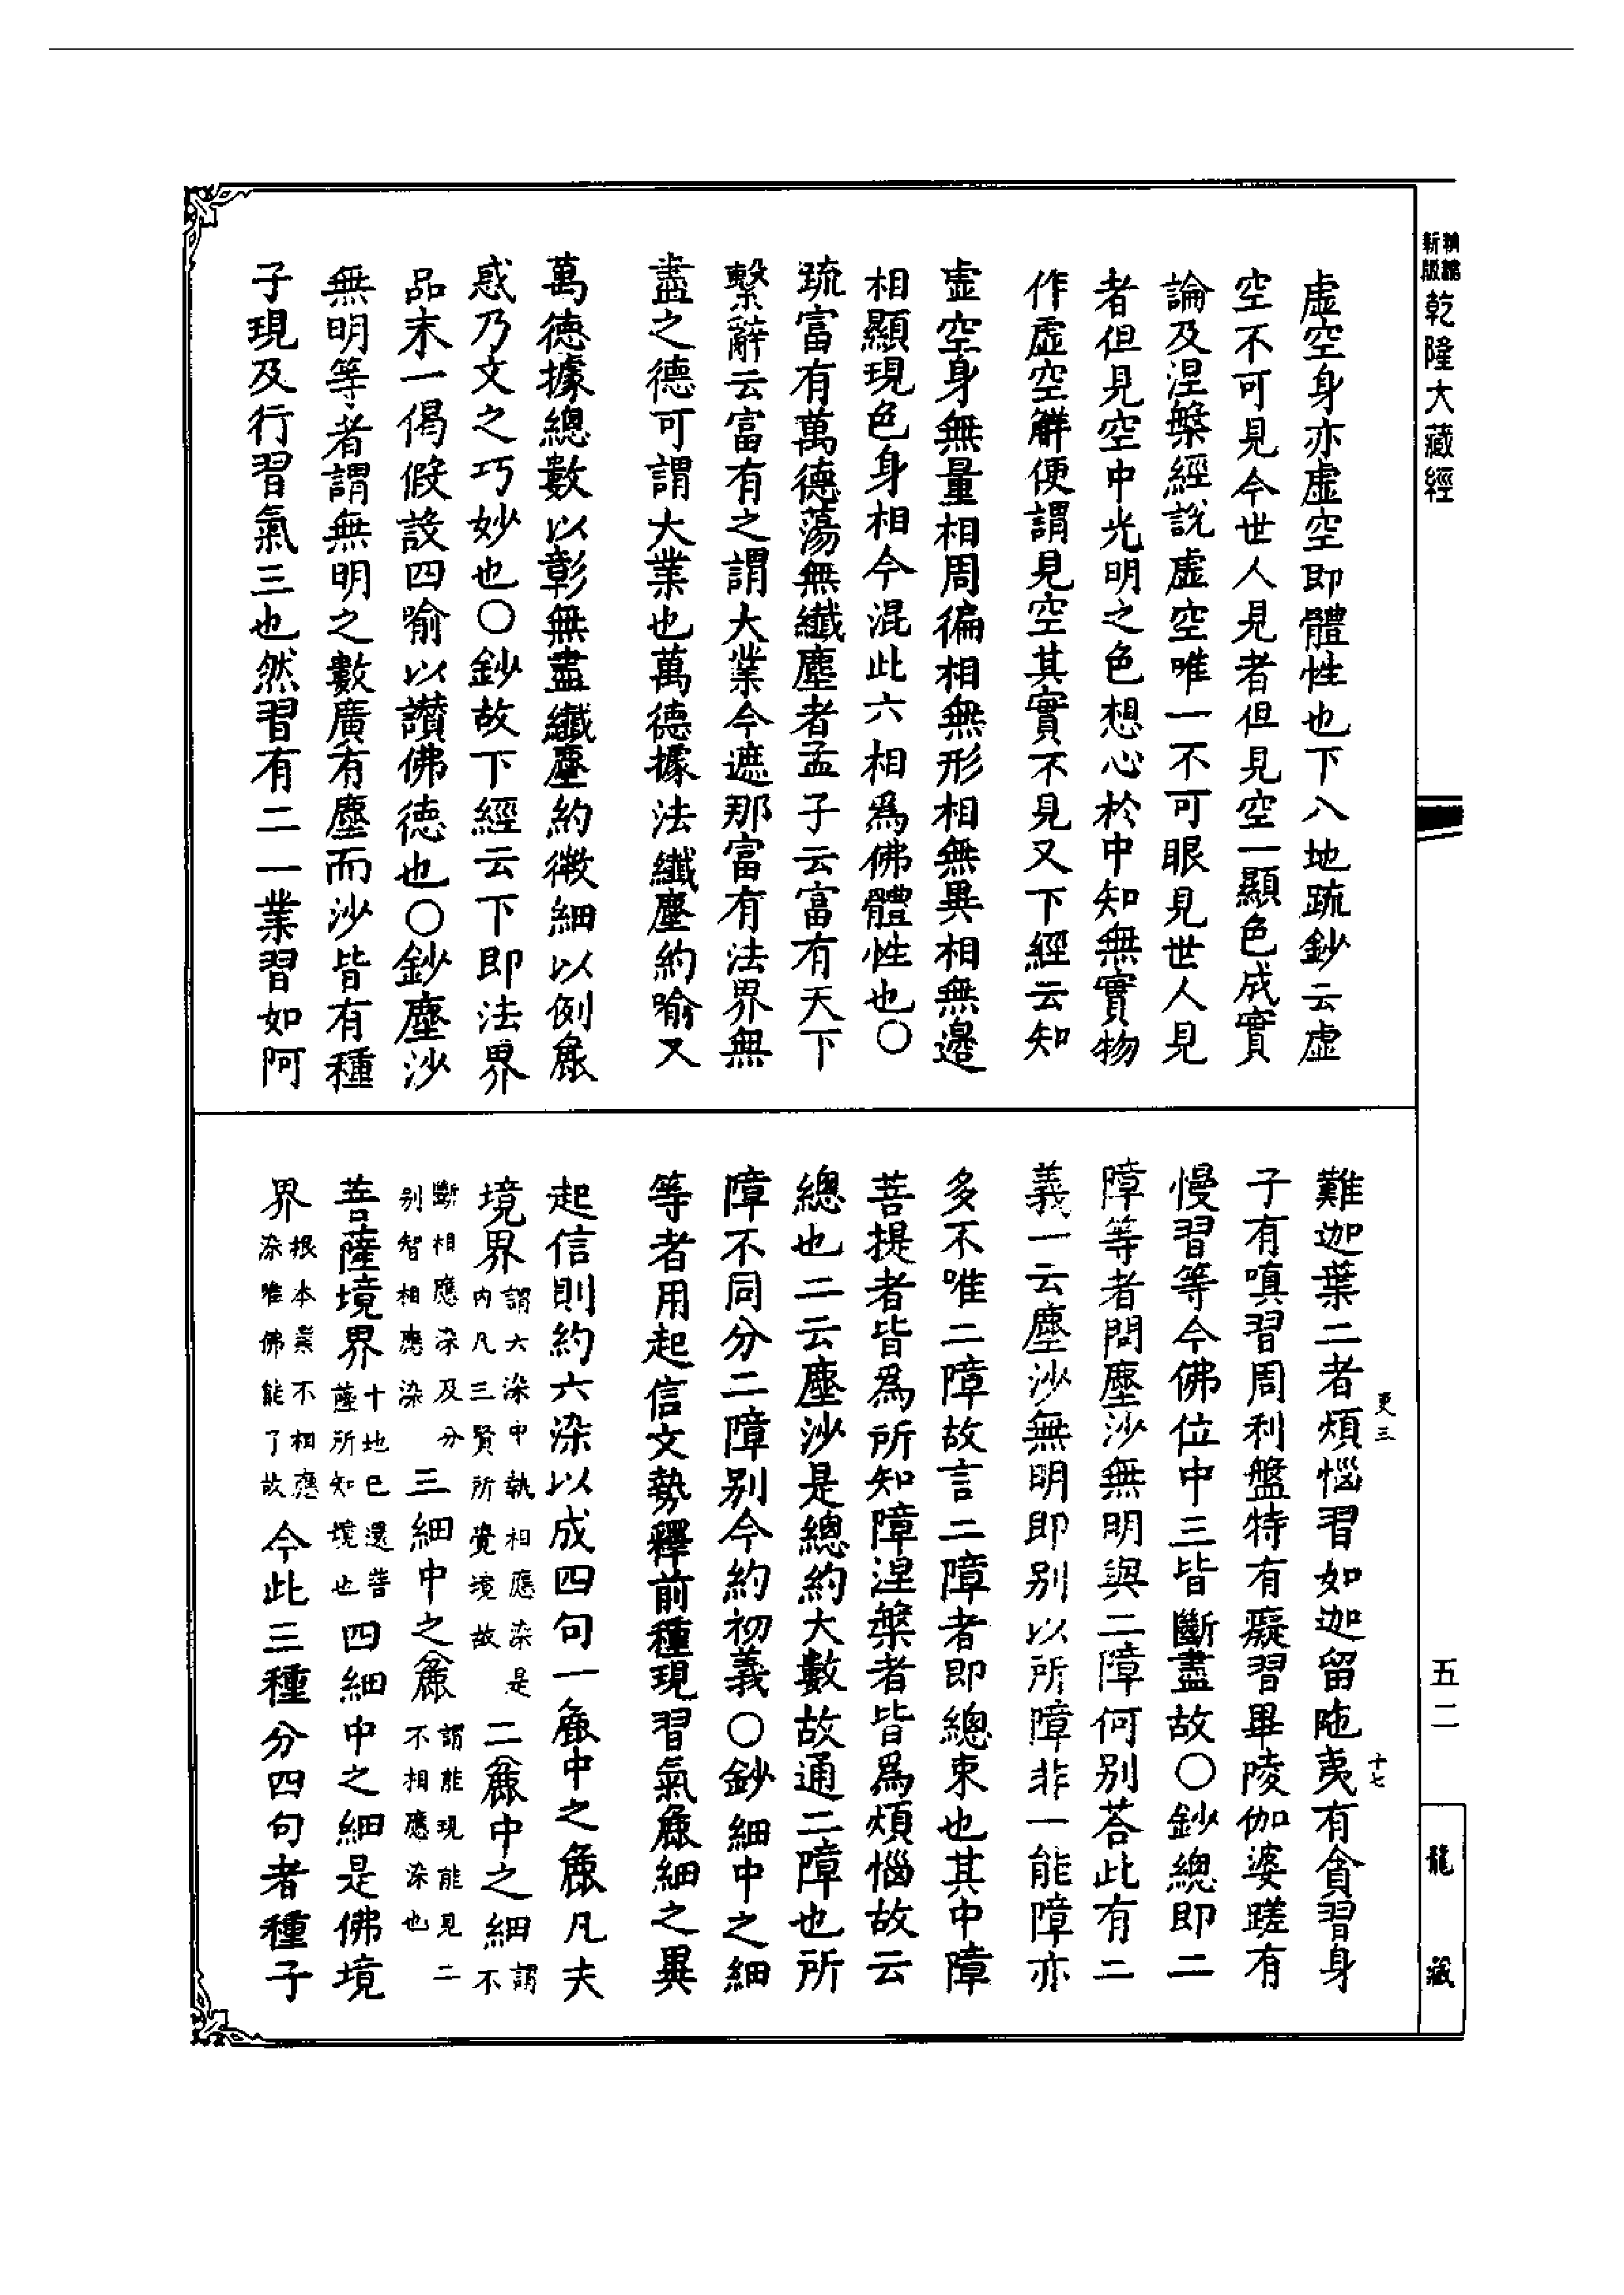 精編新版乾隆大藏經
虛空身亦虛空即體性也下八地疏鈔云虛
空不可見今世人見者但見空一顯色成實
論及涅槃經說虛空唯一不可眼見世人見
者但見空中光明之色想心於中知無實物
作虛空解便謂見空其實不見又下經云知
虛空身無量相周徧相無形相無異相無邊
相顯現色身相今混此六相爲佛體性也〇
疏富有萬德蕩無纖塵者孟子云富有天下
繫辭云富有之謂大業今遮那富有法界無
盡之德可謂大業也萬德據法纖塵約喻又
萬德據總數以彰無盡纖塵約微細以例麁
惑乃文之巧妙也〇鈔故下經云下即法界
品末一偈假設四喻以讃佛德也〇鈔塵沙
無明等者謂無明之數廣有塵而沙皆有種
子現及行習氣三也然習有二一業習如阿
難迦葉二者煩惱習如迦留陁夷有貪習身
子有嗔習周利盤特有癡習畢陵伽婆蹉有
慢習等今佛位中三皆斷盡故〇鈔總即二
障等者問塵沙無明與二障何別荅此有二
義一云塵沙無明即別以所障非一能障亦
多不唯二障故言二障者即總束也其中障
菩提者皆爲所知障涅槃者皆爲煩惱故云
總也二云塵沙是總約大數故通二障也所
障不同分二障別今約初義〇鈔細中之細
等者用起信文勢釋前種現習氣麁細之異
起信則約六染以成四句一麁中之麁凡夫
境界謂六染中執相應染是內凡三賢所覺境故二麁中之細謂不
斷相應染及分別智相應染三細中之麁謂能現能見二不相應染也
菩薩境界十地已還菩薩所知境也四細中之細是佛境
界根本業不相應染唯佛能了故今此三種分四句者種子
更三
十七
五二
龍藏